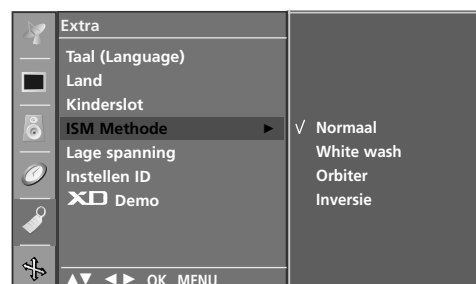 Extra
Taal (Language)
Land
Kinderslot
ISM Methode ►
Lage spanning
Instellen ID
XD Demo
▲▼ ◄► OK MENU
√ Normaal
White wash
Orbiter
Inversie